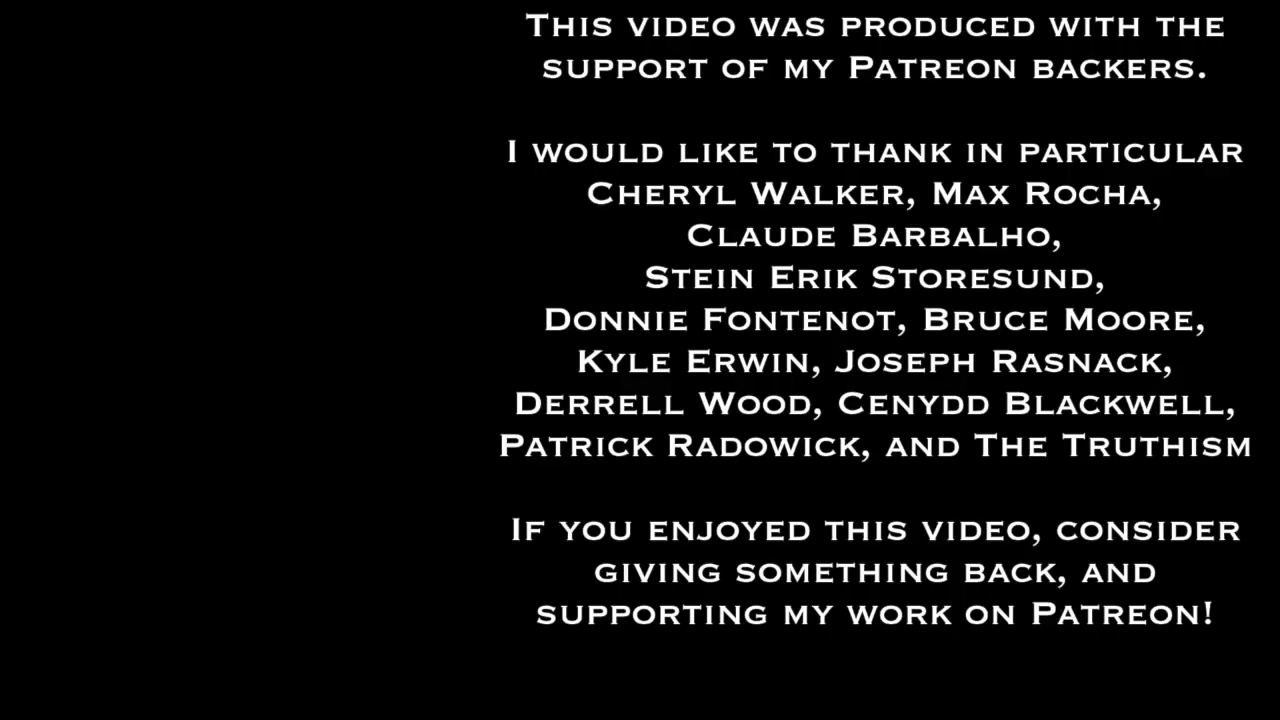 This video was produced with the
support of my Patreon backers.
I would like to thank in particular
Cheryl Walker, Max Rocha,
Claude Barbalho,
Stein Erik Storesund,
Donnie Fontenot, Bruce Moore,
Kyle Erwin, Joseph Rasnack,
Derrell Wood, Cenydd Blackwell,
Patrick Radowick, and The Truthism
If you enjoyed this video, consider
giving something back, and
supporting my work on Patreon!